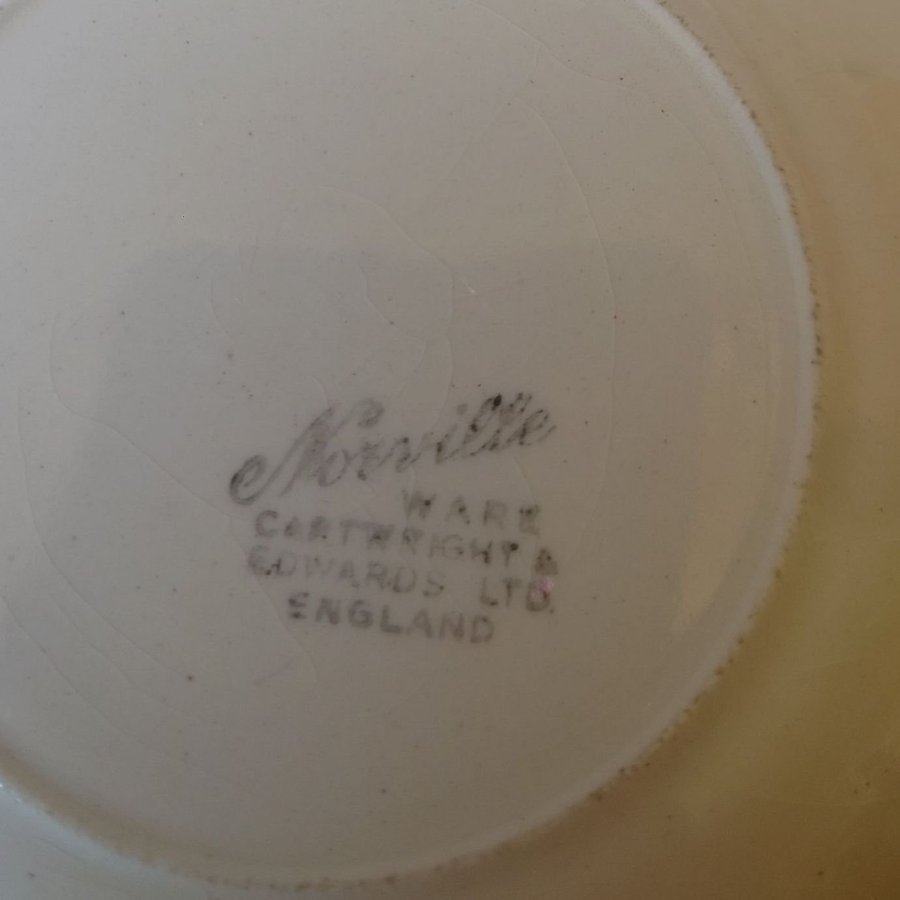 Norville
WARE
CARTWRIGHT &
EDWARDS LTD.
ENGLAND